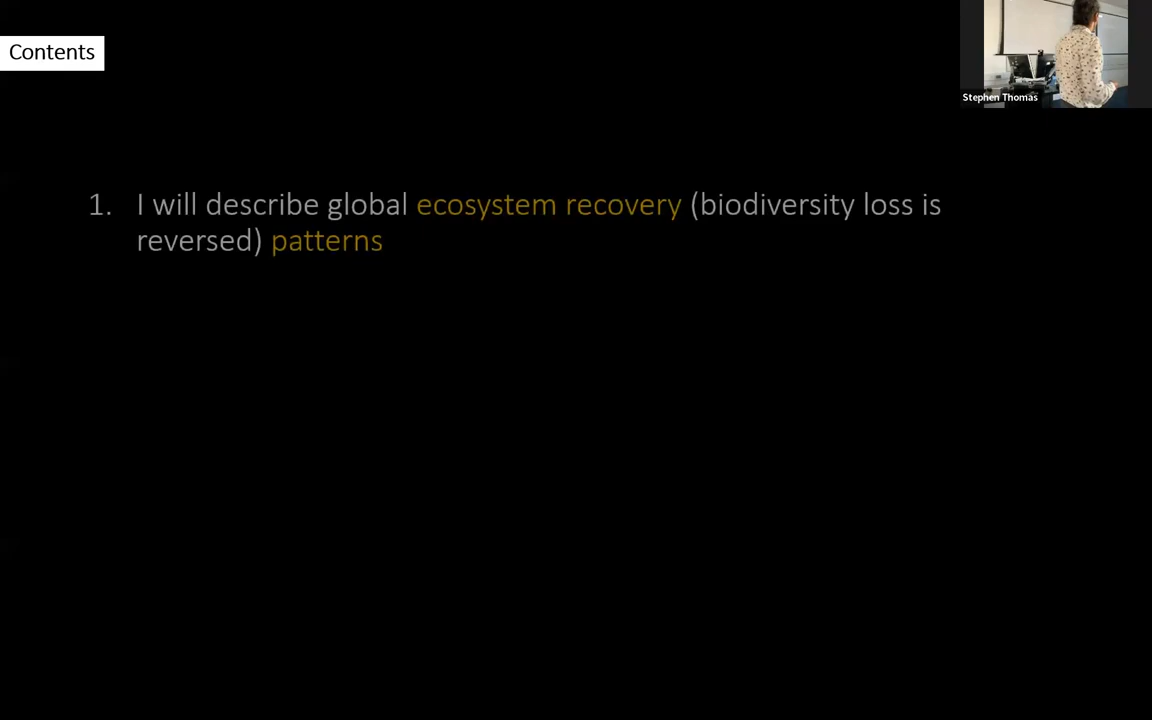 Contents
Stephen Thomas
1. I will describe global ecosystem recovery (biodiversity loss is
reversed) patterns